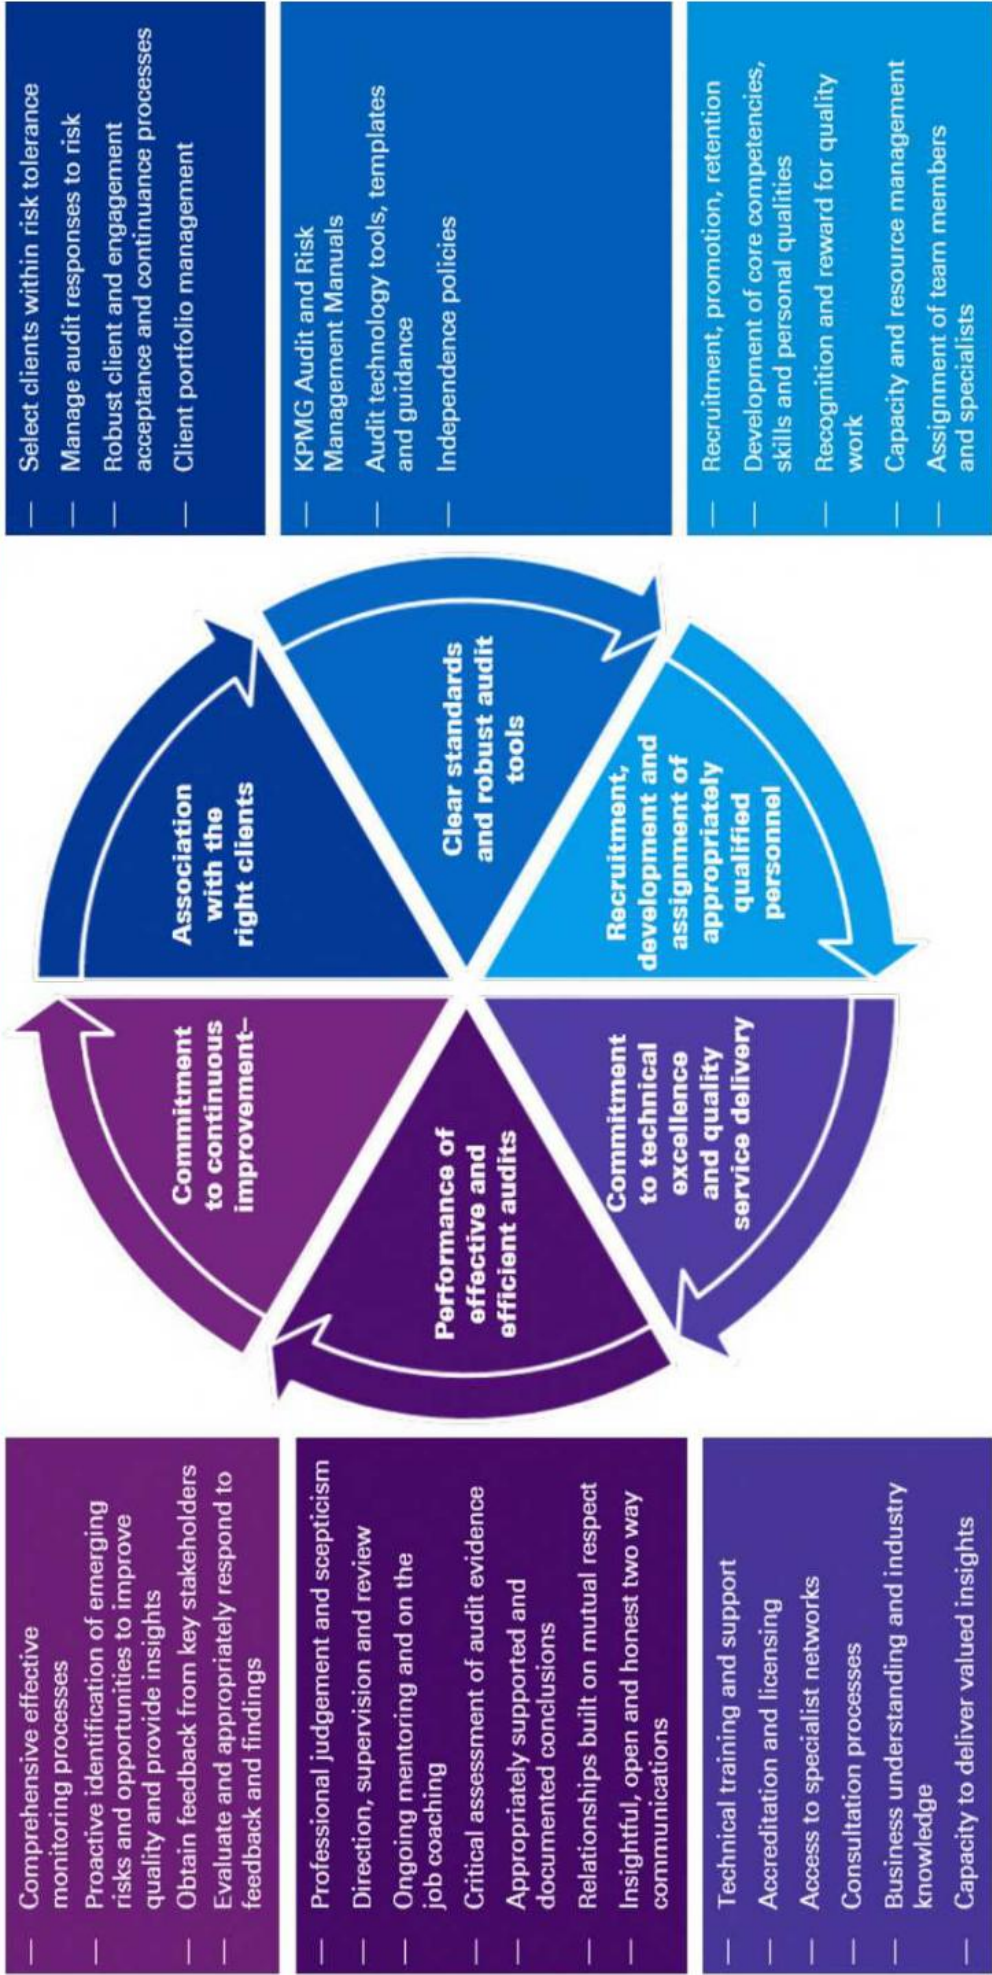 — Comprehensive effective
monitoring processes
— Proactive identification of emerging
risks and opportunities to improve
quality and provide insights
— Obtain feedback from key stakeholders
— Evaluate and appropriately respond to
feedback and findings
— Professional judgement and scepticism
— Direction, supervision and review
— Ongoing mentoring and on the
job coaching
— Critical assessment of audit evidence
— Appropriately supported and
documented conclusions
— Relationships built on mutual respect
— Insightful, open and honest two way
communications
— Technical training and support
— Accreditation and licensing
— Access to specialist networks
— Consultation processes
— Business understanding and industry
knowledge
— Capacity to deliver valued insights
Commitment
to continuous
improvement–
Association
with the
right clients
Performance of
effective and
efficient audits
Clear standards
and robust audit
tools
Commitment
to technical
excellence
and quality
service delivery
Recruitment,
development and
assignment of
appropriately
qualified
personnel
— Select clients within risk tolerance
— Manage audit responses to risk
— Robust client and engagement
acceptance and continuance processes
— Client portfolio management
— KPMG Audit and Risk
Management Manuals
— Audit technology tools, templates
and guidance
— Independence policies
— Recruitment, promotion, retention
— Development of core competencies,
skills and personal qualities
— Recognition and reward for quality
work
— Capacity and resource management
— Assignment of team members
and specialists